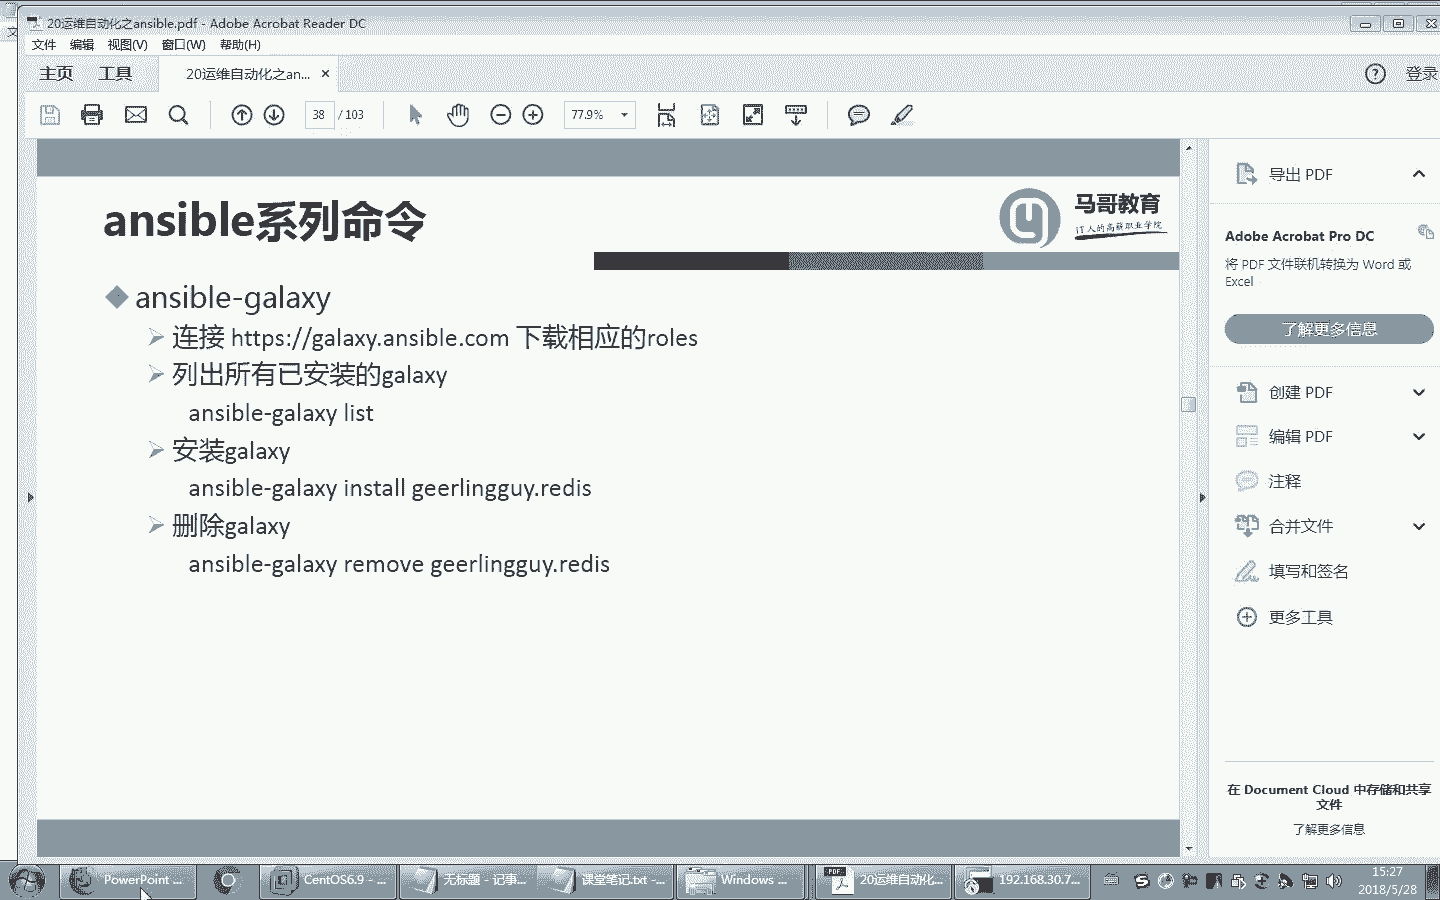 20运维自动化之ansible.pdf - Adobe Acrobat Reader DC
文件 编辑 视图(V) 窗口(W) 帮助(H)
主页 工具 20运维自动化之an... × ? 登录
38 / 103 77.9%
ansible系列命令
马哥教育
IT人的高薪职业学院
ansible-galaxy
连接 https://galaxy.ansible.com 下载相应的roles
列出所有已安装的galaxy
ansible-galaxy list
安装galaxy
ansible-galaxy install geerlingguy.redis
删除galaxy
ansible-galaxy remove geerlingguy.redis
导出 PDF
Adobe Acrobat Pro DC
将 PDF 文件联机转换为 Word 或
Excel
了解更多信息
创建 PDF
编辑 PDF
注释
合并文件
填写和签名
更多工具
在 Document Cloud 中存储和共享
文件
了解更多信息
PowerPoint ... CentOS6.9 - ... 无标题 - 记事... 课堂笔记.txt -... Windows ... 20运维自动化... 192.168.30.7... 15:27
2018/5/28